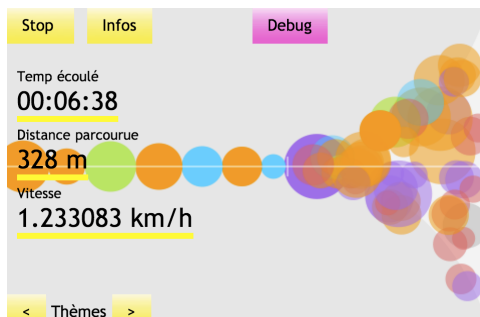 Stop Infos Debug
Temp écoulé
00:06:38
Distance parcourue
328 m
Vitesse
1.233083 km/h
< Thèmes >